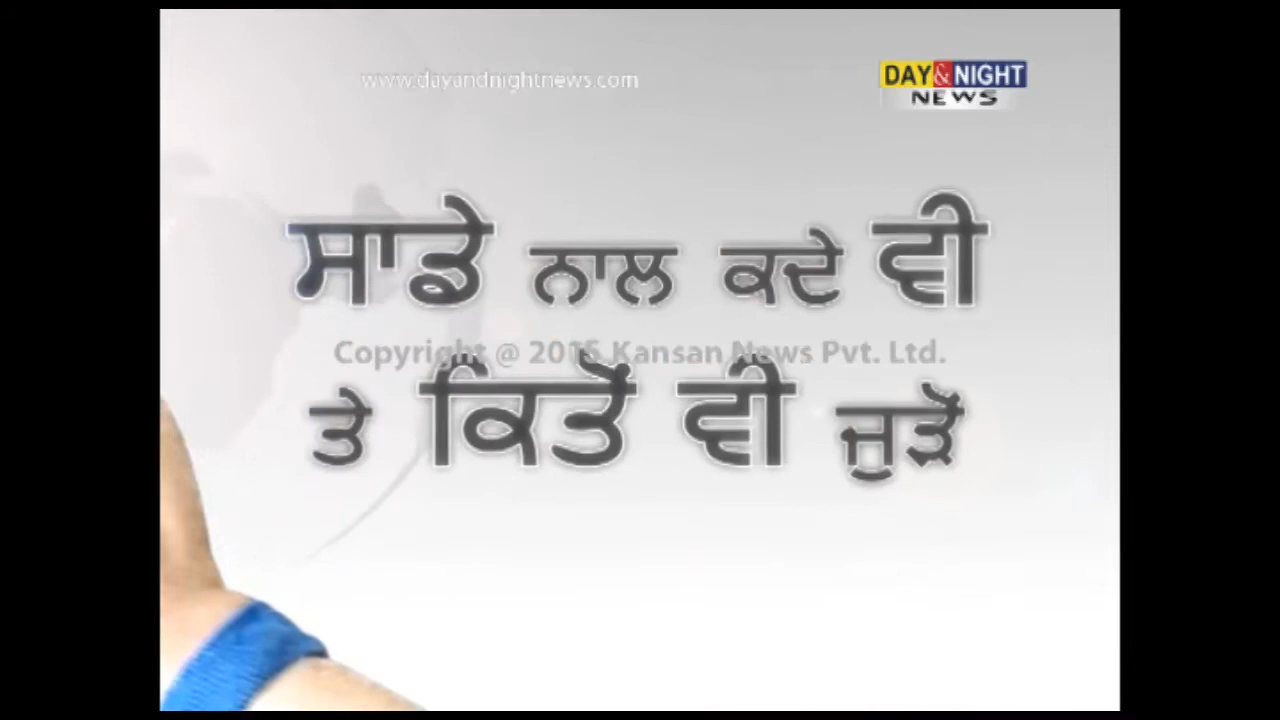 www.dayandnightnews.com
DAY&NIGHT
NEWS
ਸਾਡੇ ਨਾਲ ਕਦੇ ਵੀ
Copyright @ 2015 Kansan News Pvt. Ltd.
ਤੇ ਕਿਤੋਂ ਵੀ ਜੁੜੋਂ